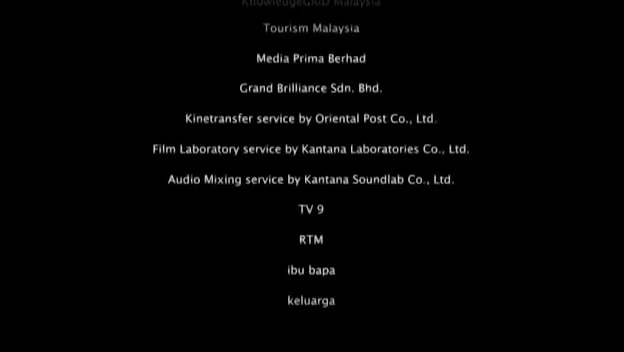 KnowledgeGRID Malaysia
Tourism Malaysia
Media Prima Berhad
Grand Brilliance Sdn. Bhd.
Kinetransfer service by Oriental Post Co., Ltd.
Film Laboratory service by Kantana Laboratories Co., Ltd.
Audio Mixing service by Kantana Soundlab Co., Ltd.
TV 9
RTM
ibu bapa
keluarga